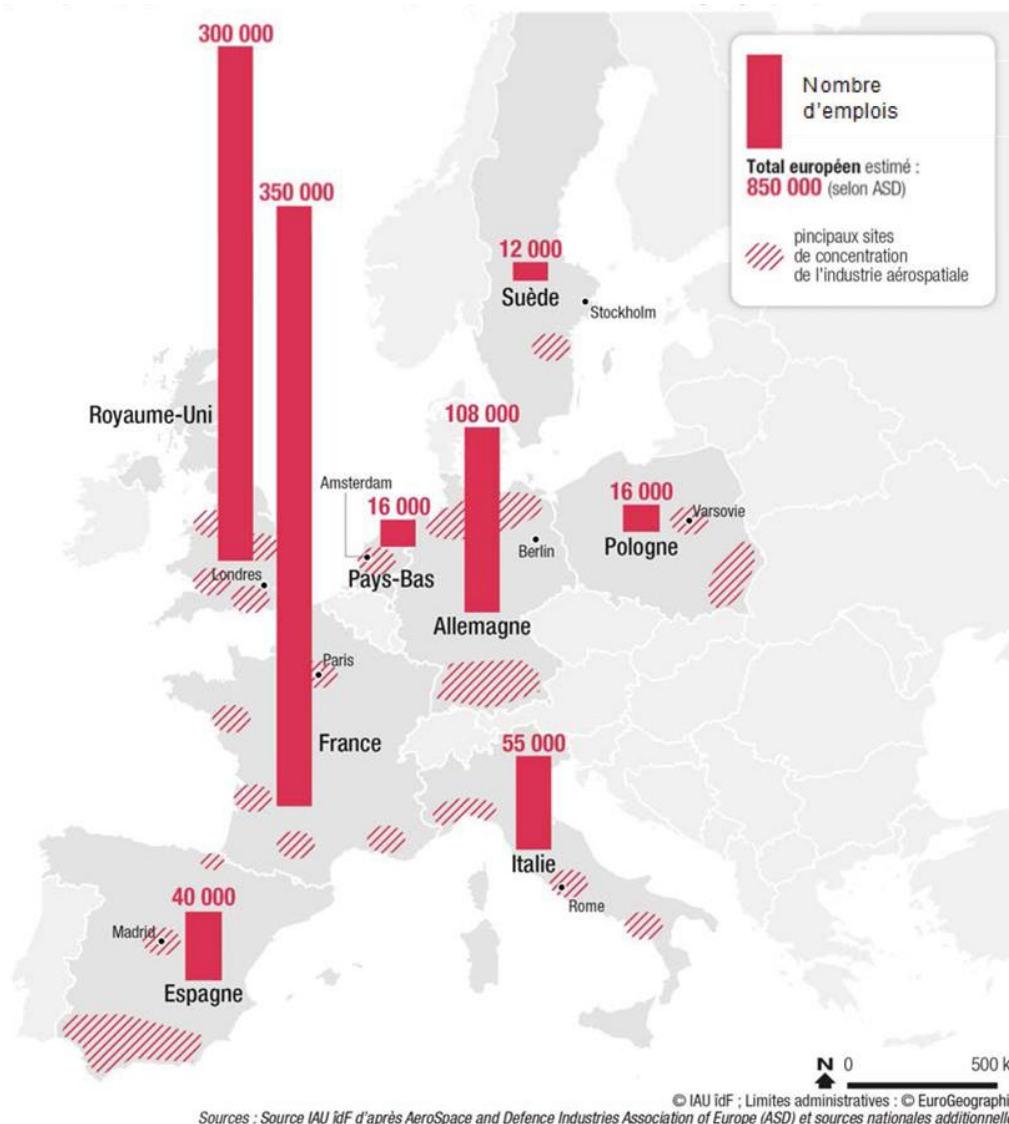 300 000
Nombre
d'emplois
Total européen estimé :
850 000 (selon ASD)
pincipaux sites
de concentration
de l'industrie aérospatiale
350 000
12 000
Suède
Stockholm
Royaume-Uni
108 000
Amsterdam
16 000
16 000
Varsovie
Berlin
Pologne
Londres
Pays-Bas
Allemagne
Paris
France
55 000
Italie
Rome
40 000
Madrid
Espagne
N 0 500 k
© IAU îdF ; Limites administratives : © EuroGeographi
Sources : Source IAU îdF d'après AeroSpace and Defence Industries Association of Europe (ASD) et sources nationales additionnelle